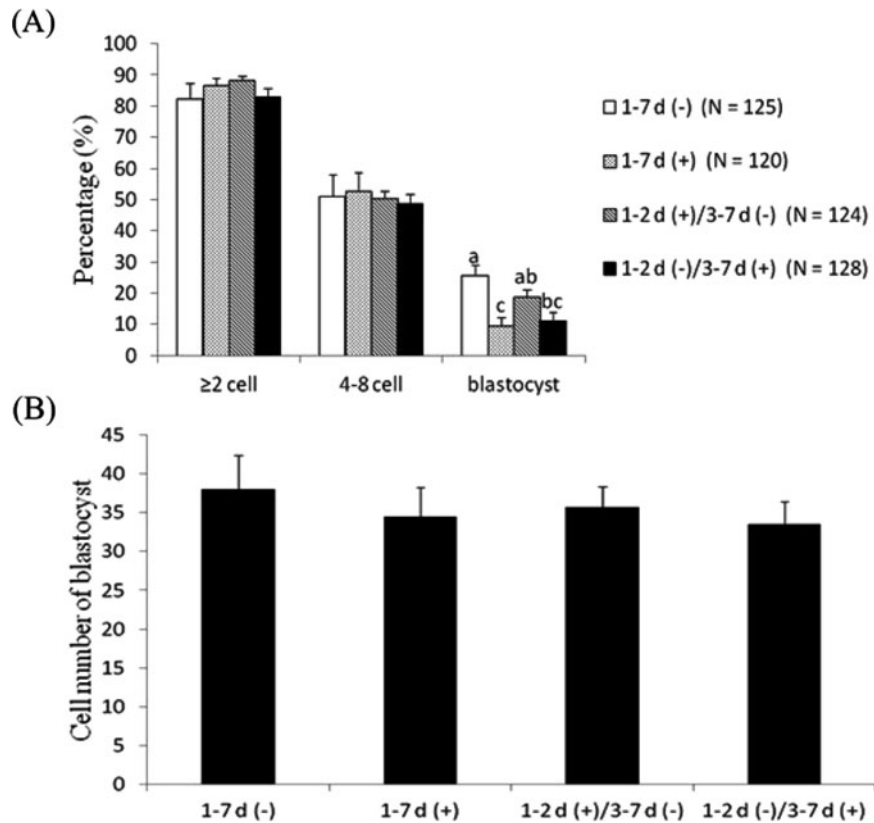 (A)
Percentage (%)
100
90
80
70
60
50
40
30
20
10
0
a
c
ab
bc
≥2 cell
4-8 cell
blastocyst
1-7 d (-) (N = 125)
1-7 d (+) (N = 120)
1-2 d (+)/3-7 d (-) (N = 124)
1-2 d (-)/3-7 d (+) (N = 128)
(B)
Cell number of blastocyst
45
40
35
30
25
20
15
10
5
0
1-7 d (-)
1-7 d (+)
1-2 d (+)/3-7 d (-)
1-2 d (-)/3-7 d (+)